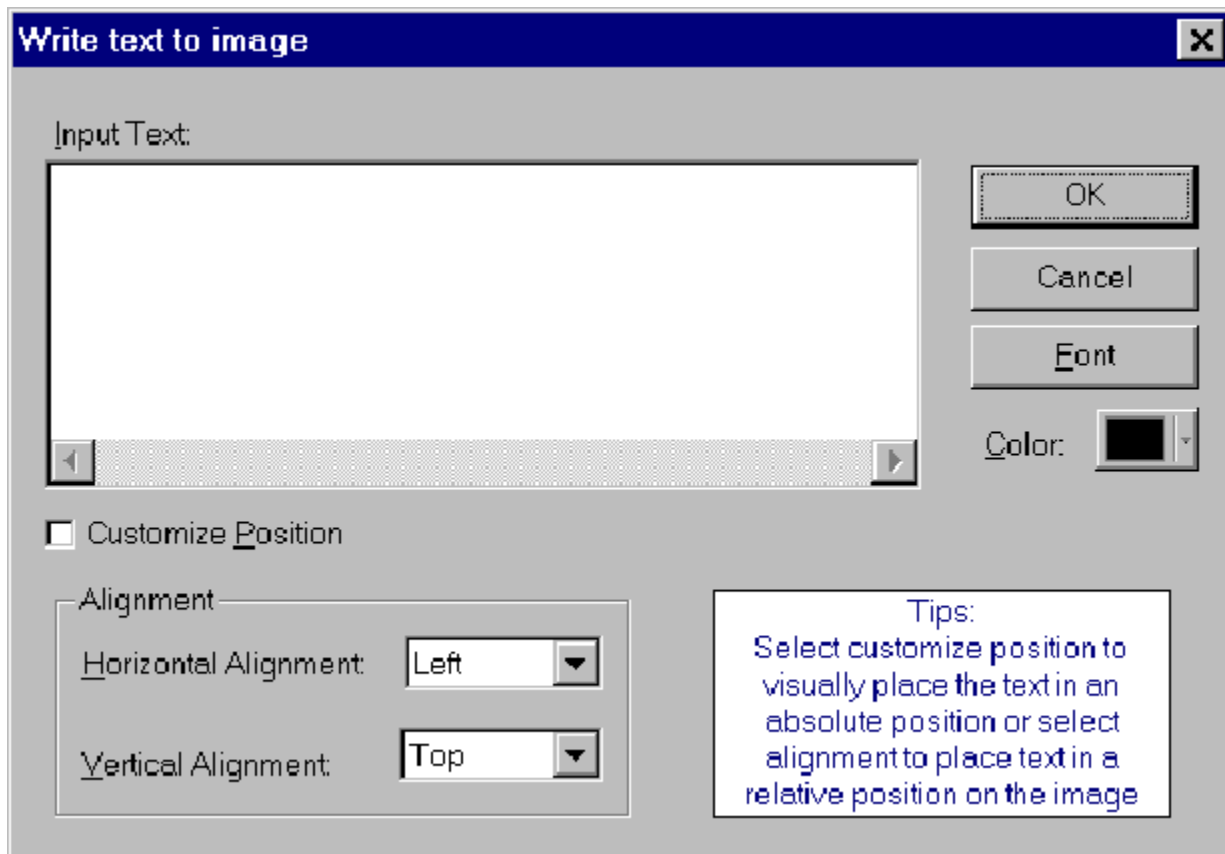 Write text to image
Input Text:
OK
Cancel
Font
Color:
Customize Position
Alignment
Horizontal Alignment: Left
Vertical Alignment: Top
Tips:
Select customize position to
visually place the text in an
absolute position or select
alignment to place text in a
relative position on the image